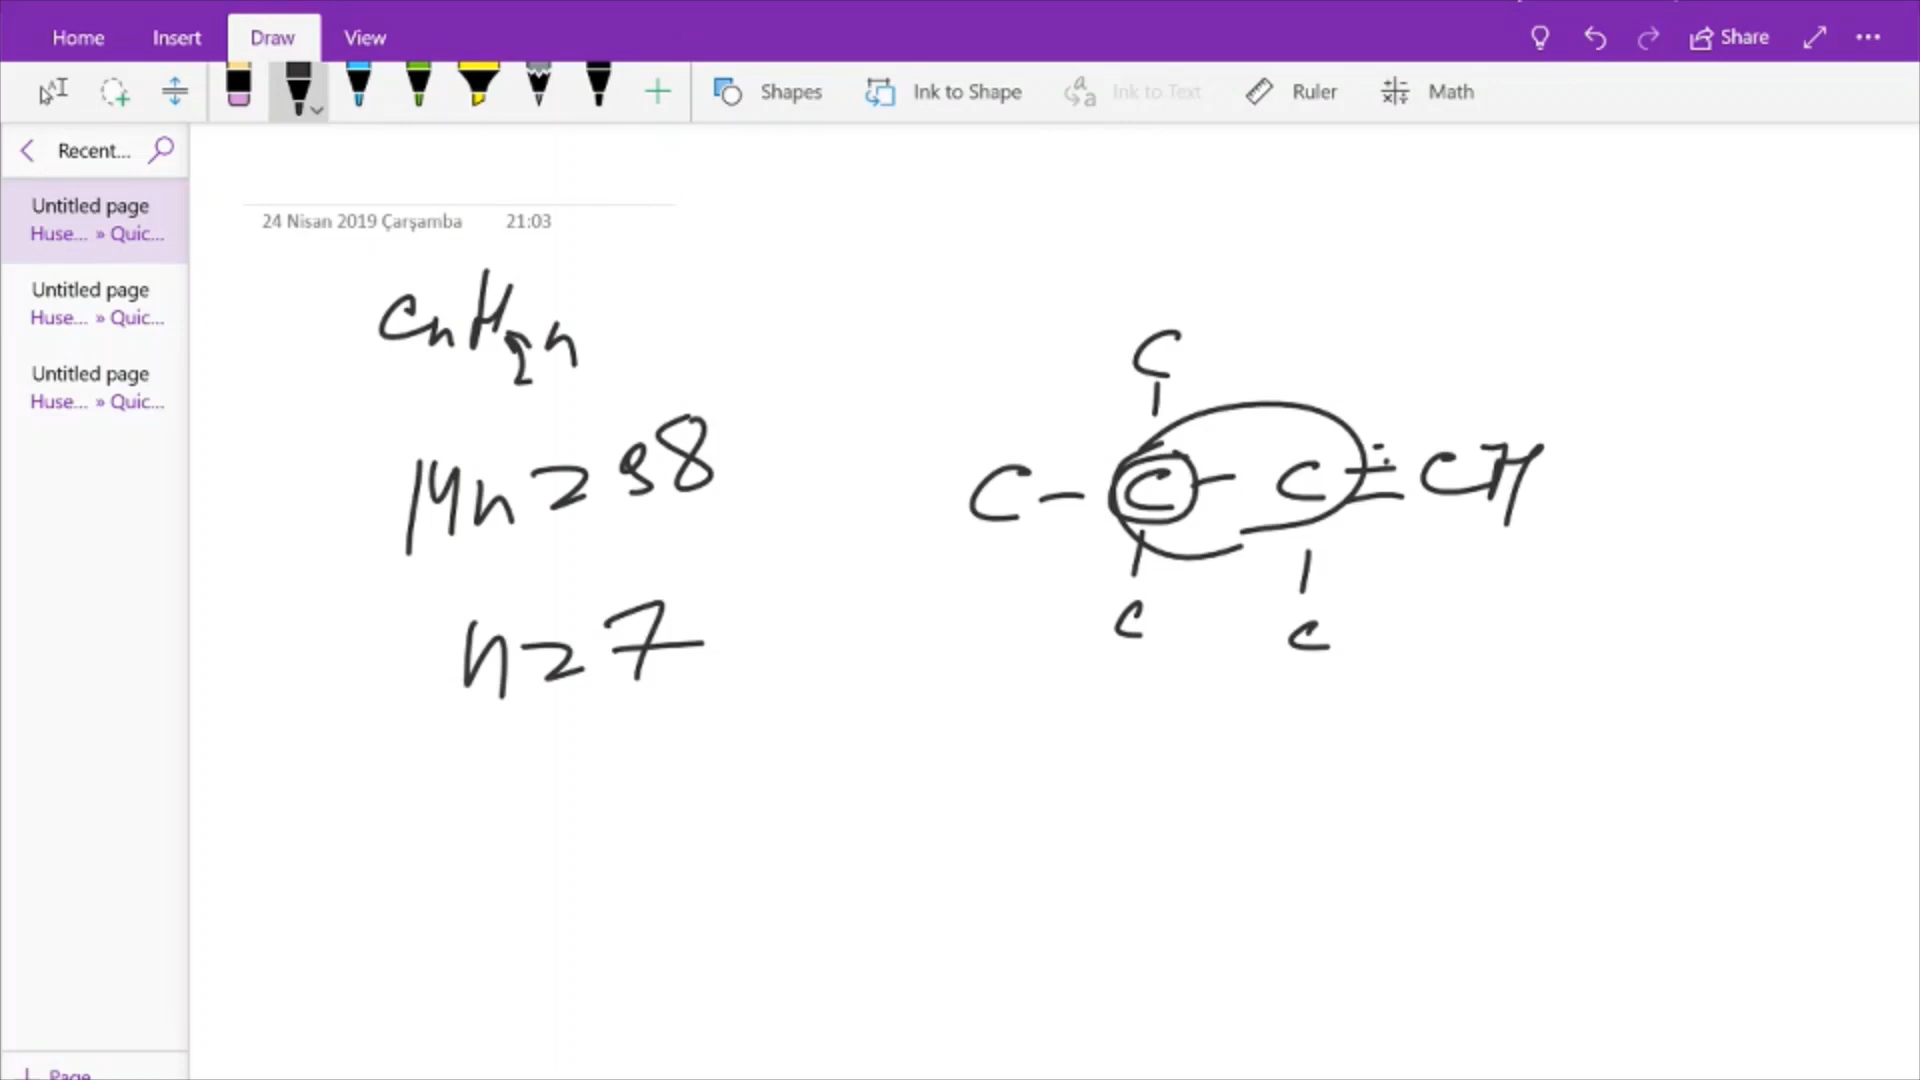 Home Insert Draw View Share
Shapes Ink to Shape Ink to Text Ruler Math
Recent...
Untitled page
Huse... » Quic...
Untitled page
Huse... » Quic...
Untitled page
Huse... » Quic...
Page
24 Nisan 2019 Çarşamba 21:03
CnH2n
14n = 98
n = 7
C
C - C - C = CH
C C